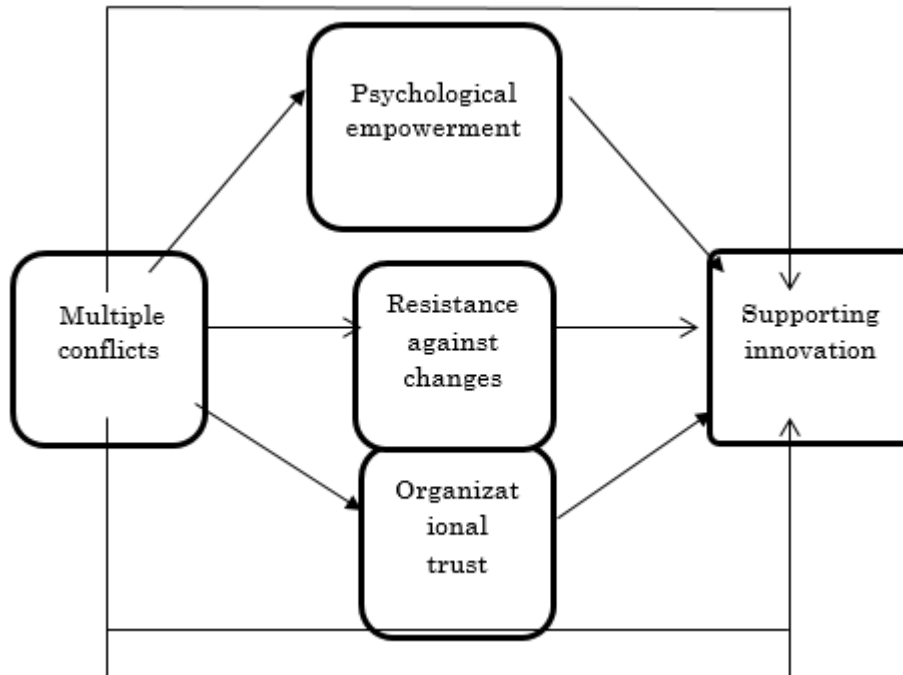 Psychological
empowerment
Multiple
conflicts
Resistance
against
changes
Supporting
innovation
Organizat
ional
trust